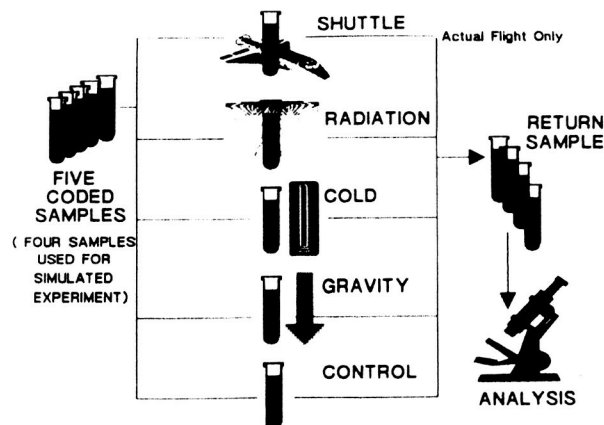 SHUTTLE
Actual Flight Only
RADIATION
RETURN
SAMPLE
FIVE
CODED
SAMPLES
( FOUR SAMPLES
USED FOR
SIMULATED
EXPERIMENT)
COLD
GRAVITY
CONTROL
ANALYSIS